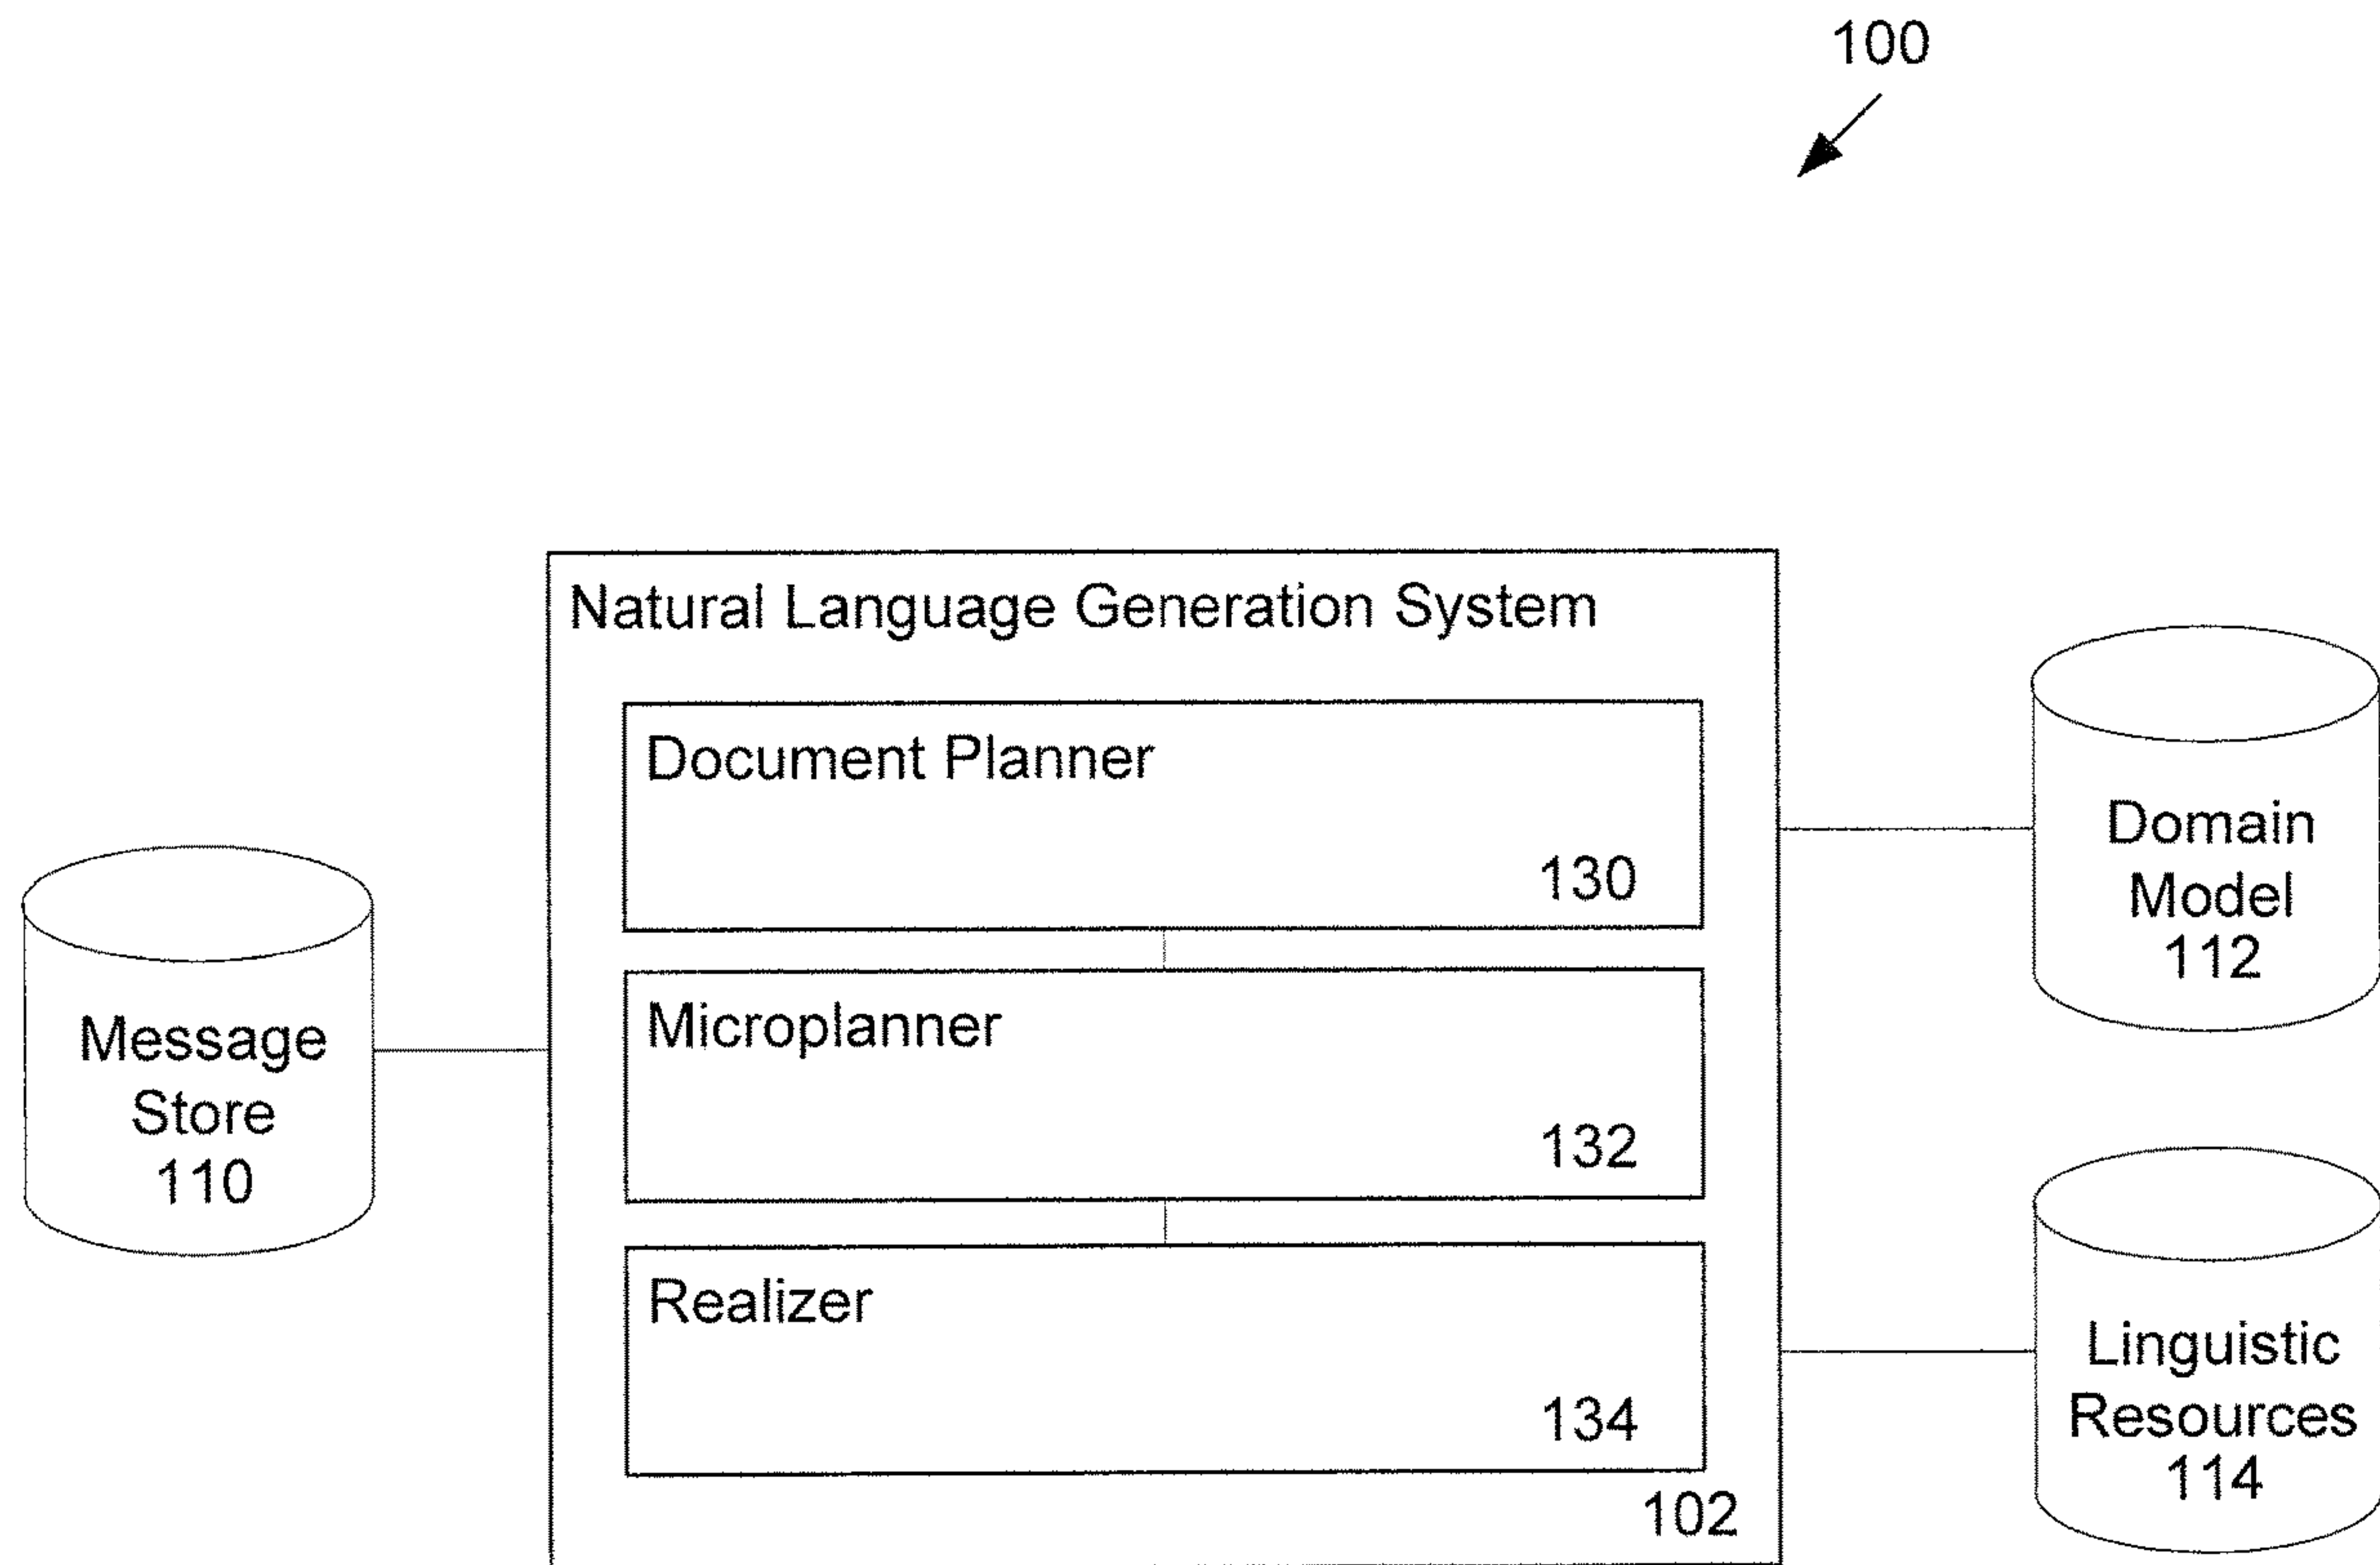 100
Natural Language Generation System
Document Planner
130
Microplanner
132
Realizer
134
102
Message
Store
110
Domain
Model
112
Linguistic
Resources
114